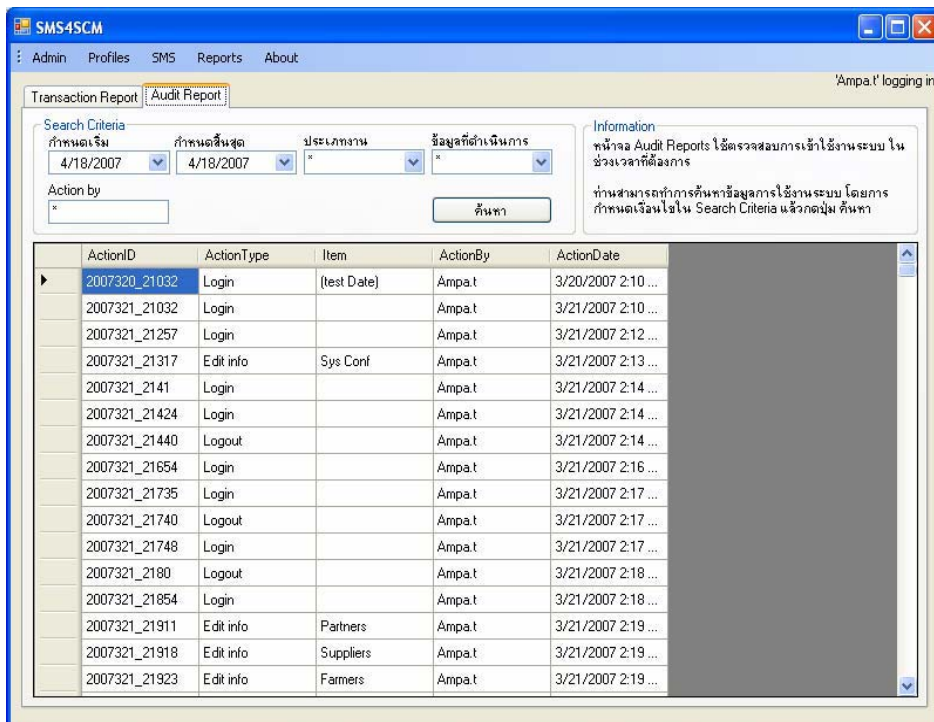 SMS4SCM
Admin Profiles SMS Reports About
'Ampa.t' logging in
Transaction Report Audit Report
Search Criteria
กำหนดเริ่ม กำหนดสิ้นสุด ประเภทงาน ข้อมูลที่ดำเนินการ
4/18/2007 4/18/2007 * *
Action by
*
ค้นหา
Information
หน้าจอ Audit Reports ใช้ตรวจสอบการเข้าใช้งานระบบ ใน
ช่วงเวลาที่ต้องการ
ท่านสามารถทำการค้นหาข้อมูลการใช้งานระบบ โดยการ
กำหนดเงื่อนไขใน Search Criteria แล้วกดปุ่ม ค้นหา
ActionID ActionType Item ActionBy ActionDate
2007320_21032 Login (test Date) Ampa.t 3/20/2007 2:10 ...
2007321_21032 Login Ampa.t 3/21/2007 2:10 ...
2007321_21257 Login Ampa.t 3/21/2007 2:12 ...
2007321_21317 Edit info Sys Conf Ampa.t 3/21/2007 2:13 ...
2007321_2141 Login Ampa.t 3/21/2007 2:14 ...
2007321_21424 Login Ampa.t 3/21/2007 2:14 ...
2007321_21440 Logout Ampa.t 3/21/2007 2:14 ...
2007321_21654 Login Ampa.t 3/21/2007 2:16 ...
2007321_21735 Login Ampa.t 3/21/2007 2:17 ...
2007321_21740 Logout Ampa.t 3/21/2007 2:17 ...
2007321_21748 Login Ampa.t 3/21/2007 2:17 ...
2007321_2180 Logout Ampa.t 3/21/2007 2:18 ...
2007321_21854 Login Ampa.t 3/21/2007 2:18 ...
2007321_21911 Edit info Partners Ampa.t 3/21/2007 2:19 ...
2007321_21918 Edit info Suppliers Ampa.t 3/21/2007 2:19 ...
2007321_21923 Edit info Farmers Ampa.t 3/21/2007 2:19 ...